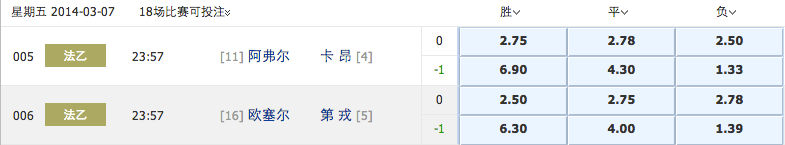 星期五 2014-03-07 18场比赛可投注 胜 平 负
005 法乙 23:57 [11] 阿弗尔 卡 昂 [4] 0 2.75 2.78 2.50
-1 6.90 4.30 1.33
006 法乙 23:57 [16] 欧塞尔 第 戎 [5] 0 2.50 2.75 2.78
-1 6.30 4.00 1.39